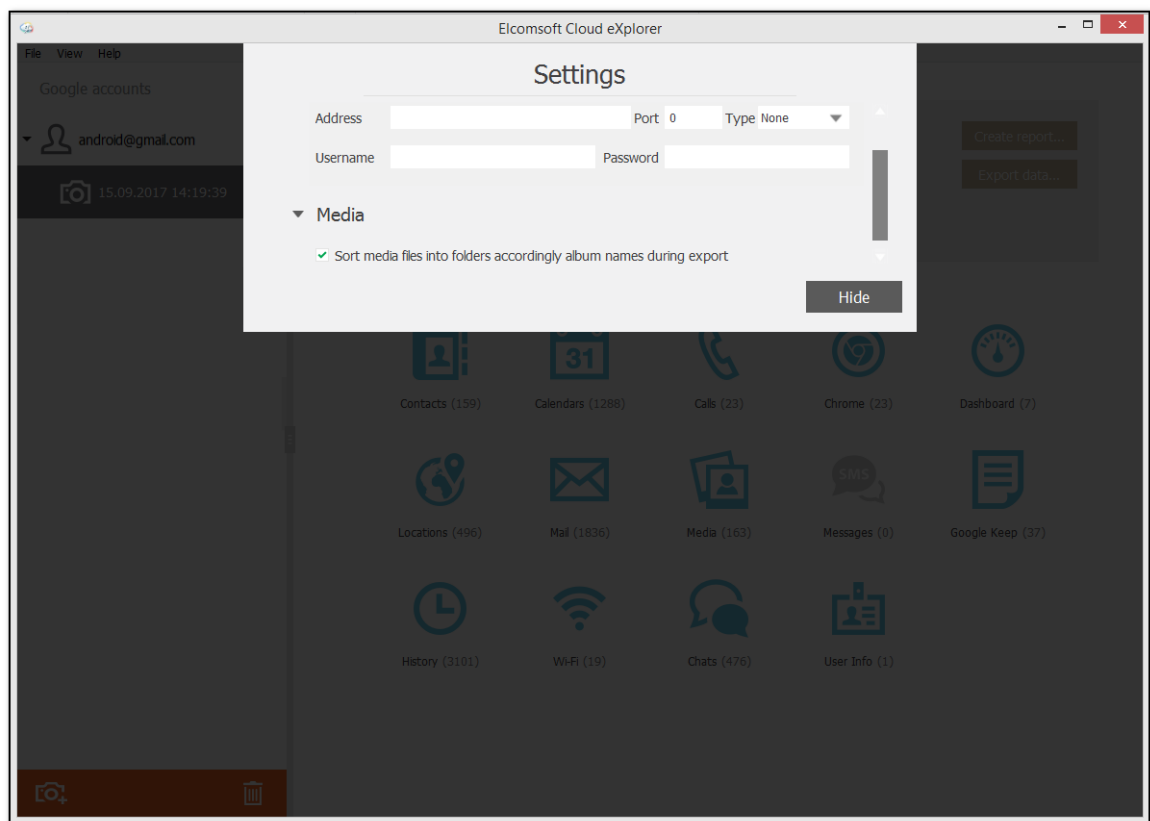 Elcomsoft Cloud eXplorer
File View Help
Settings
Google accounts
Address Port 0 Type None
android@gmail.com
Create report...
Username Password
Export data...
15.09.2017 14:19:39
Media
Sort media files into folders accordingly album names during export
Hide
31
Contacts (159) Calendars (1288) Calls (23) Chrome (23) Dashboard (7)
SMS
Locations (496) Mail (1836) Media (163) Messages (0) Google Keep (37)
History (3101) Wi-Fi (19) Chats (476) User Info (1)